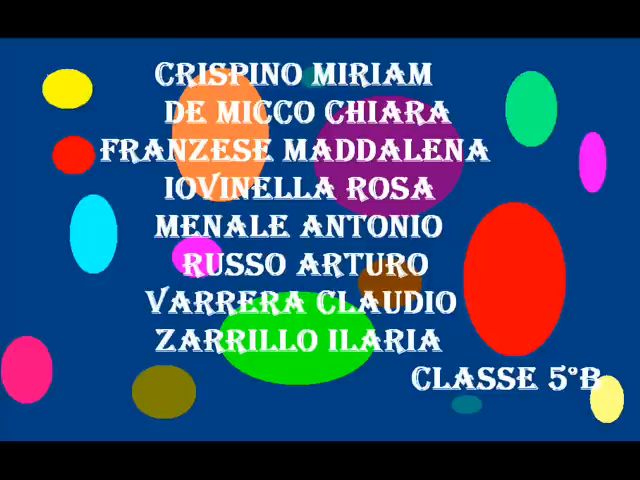 CRISPINO MIRIAM
DE MICCO CHIARA
FRANZESE MADDALENA
IOVINELLA ROSA
MENALE ANTONIO
RUSSO ARTURO
VARRERA CLAUDIO
ZARRILLO ILARIA
CLASSE 5°B